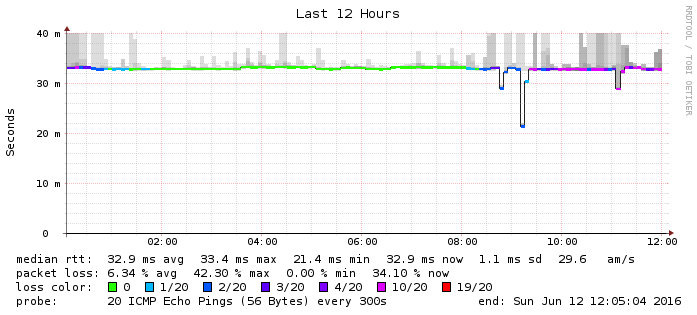 Last 12 Hours
RRDTOOL / TOBI OETIKER
Seconds
40 m
30 m
20 m
10 m
0
02:00 04:00 06:00 08:00 10:00 12:00
median rtt: 32.9 ms avg 33.4 ms max 21.4 ms min 32.9 ms now 1.1 ms sd 29.6 am/s
packet loss: 6.34 % avg 42.30 % max 0.00 % min 34.10 % now
loss color: 0 1/20 2/20 3/20 4/20 10/20 19/20
probe: 20 ICMP Echo Pings (56 Bytes) every 300s end: Sun Jun 12 12:05:04 2016